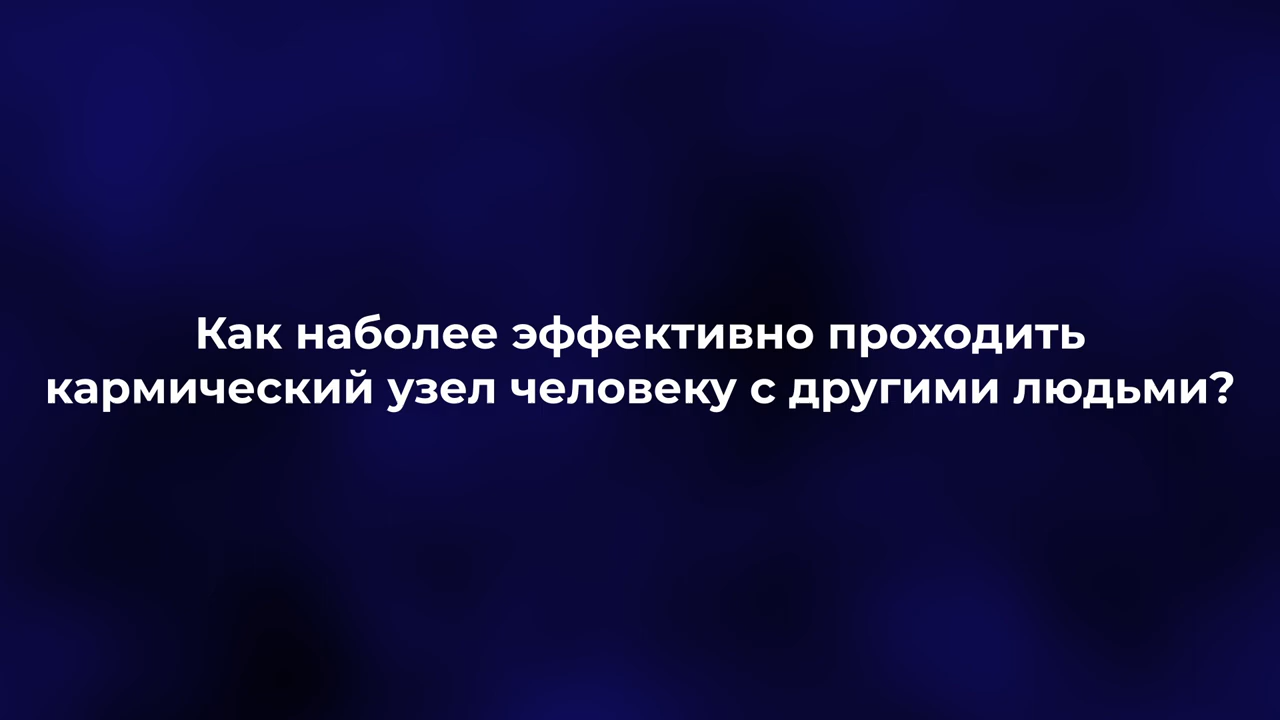 Как наболее эффективно проходить
кармический узел человеку с другими людьми?